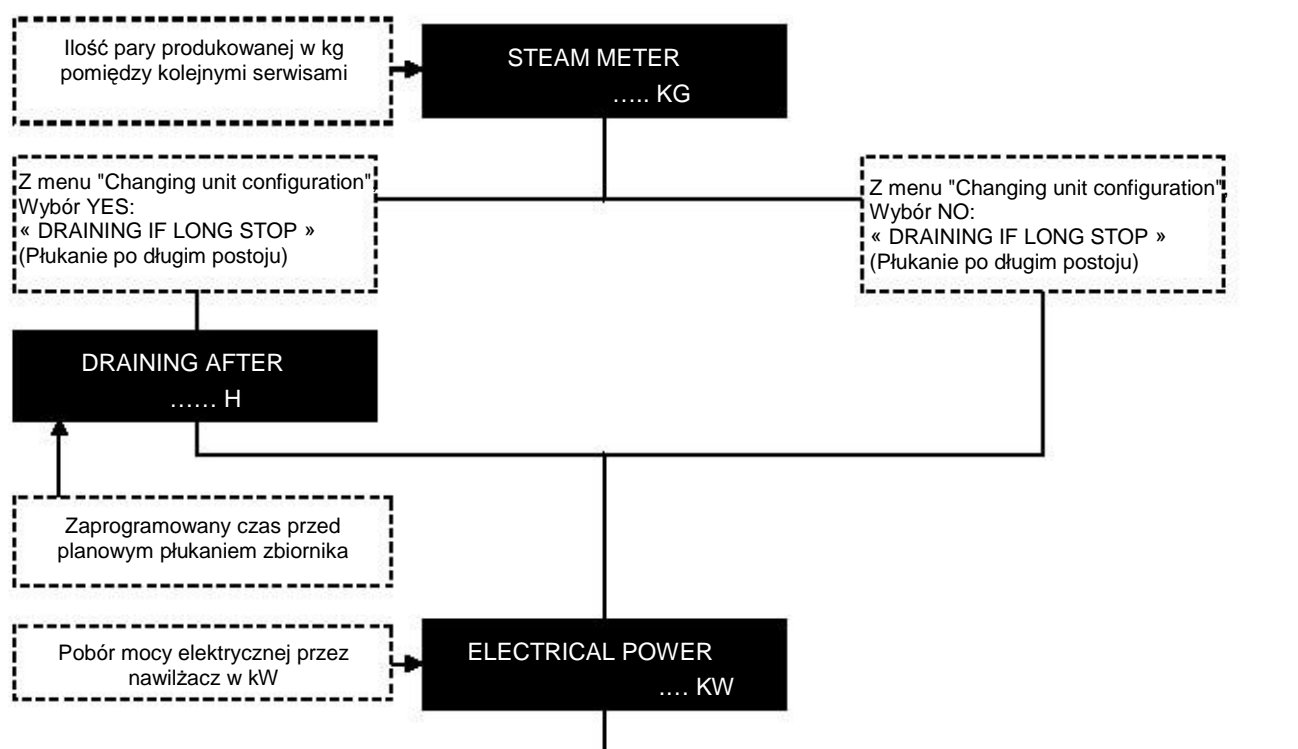 Ilość pary produkowanej w kg
pomiędzy kolejnymi serwisami
STEAM METER
….. KG
Z menu "Changing unit configuration",
Wybór YES:
« DRAINING IF LONG STOP »
(Płukanie po długim postoju)
Z menu "Changing unit configuration",
Wybór NO:
« DRAINING IF LONG STOP »
(Płukanie po długim postoju)
DRAINING AFTER
…… H
Zaprogramowany czas przed
planowym płukaniem zbiornika
Pobór mocy elektrycznej przez
nawilżacz w kW
ELECTRICAL POWER
…. KW